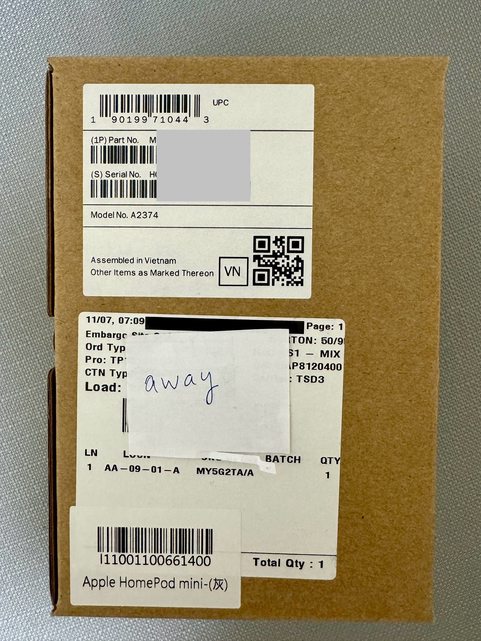 UPC
1 90199 71044 3
(1P) Part No. M
(S) Serial No. H
Model No. A2374
Assembled in Vietnam
Other Items as Marked Thereon
VN
11/07, 07:09
Page: 1
Embargo
TON: 50/9
Ord Typ
S1 - MIX
Pro: TP
AP8120400
CTN Typ
: TSD3
Load:
away
LN BATCH QTY
1 AA-09-01-A MY5G2TA/A 1
Total Qty : 1
I11001100661400
Apple HomePod mini-(灰)